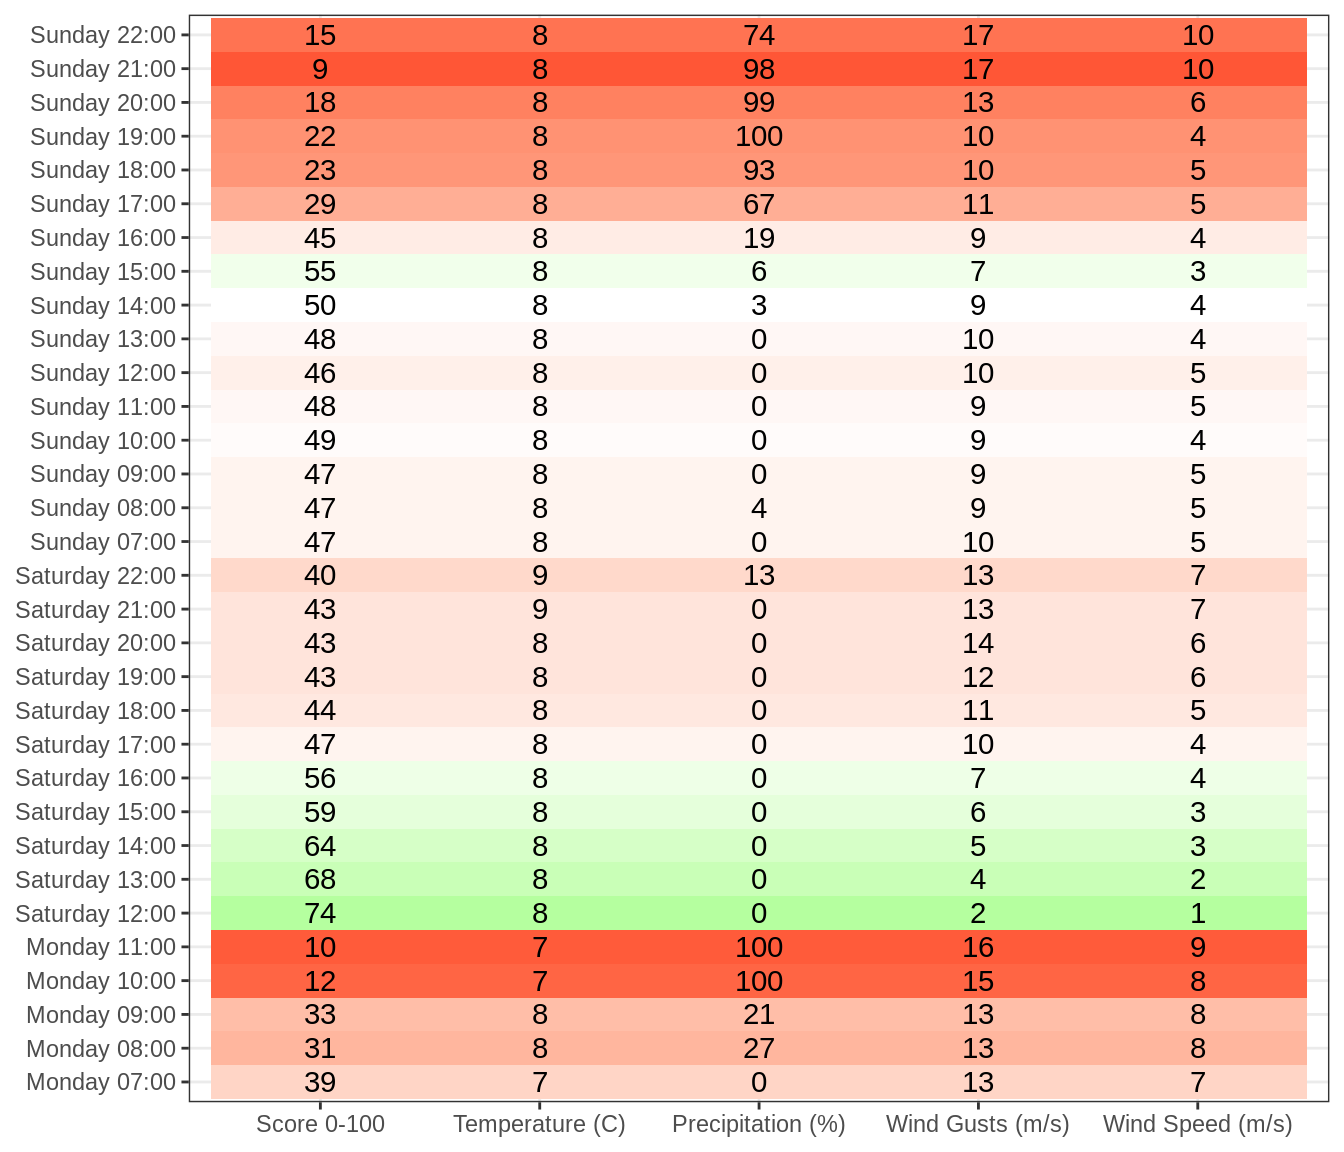 Sunday 22:00 15 8 74 17 10
Sunday 21:00 9 8 98 17 10
Sunday 20:00 18 8 99 13 6
Sunday 19:00 22 8 100 10 4
Sunday 18:00 23 8 93 10 5
Sunday 17:00 29 8 67 11 5
Sunday 16:00 45 8 19 9 4
Sunday 15:00 55 8 6 7 3
Sunday 14:00 50 8 3 9 4
Sunday 13:00 48 8 0 10 4
Sunday 12:00 46 8 0 10 5
Sunday 11:00 48 8 0 9 5
Sunday 10:00 49 8 0 9 4
Sunday 09:00 47 8 0 9 5
Sunday 08:00 47 8 4 9 5
Sunday 07:00 47 8 0 10 5
Saturday 22:00 40 9 13 13 7
Saturday 21:00 43 9 0 13 7
Saturday 20:00 43 8 0 14 6
Saturday 19:00 43 8 0 12 6
Saturday 18:00 44 8 0 11 5
Saturday 17:00 47 8 0 10 4
Saturday 16:00 56 8 0 7 4
Saturday 15:00 59 8 0 6 3
Saturday 14:00 64 8 0 5 3
Saturday 13:00 68 8 0 4 2
Saturday 12:00 74 8 0 2 1
Monday 11:00 10 7 100 16 9
Monday 10:00 12 7 100 15 8
Monday 09:00 33 8 21 13 8
Monday 08:00 31 8 27 13 8
Monday 07:00 39 7 0 13 7
Score 0-100 Temperature (C) Precipitation (%) Wind Gusts (m/s) Wind Speed (m/s)